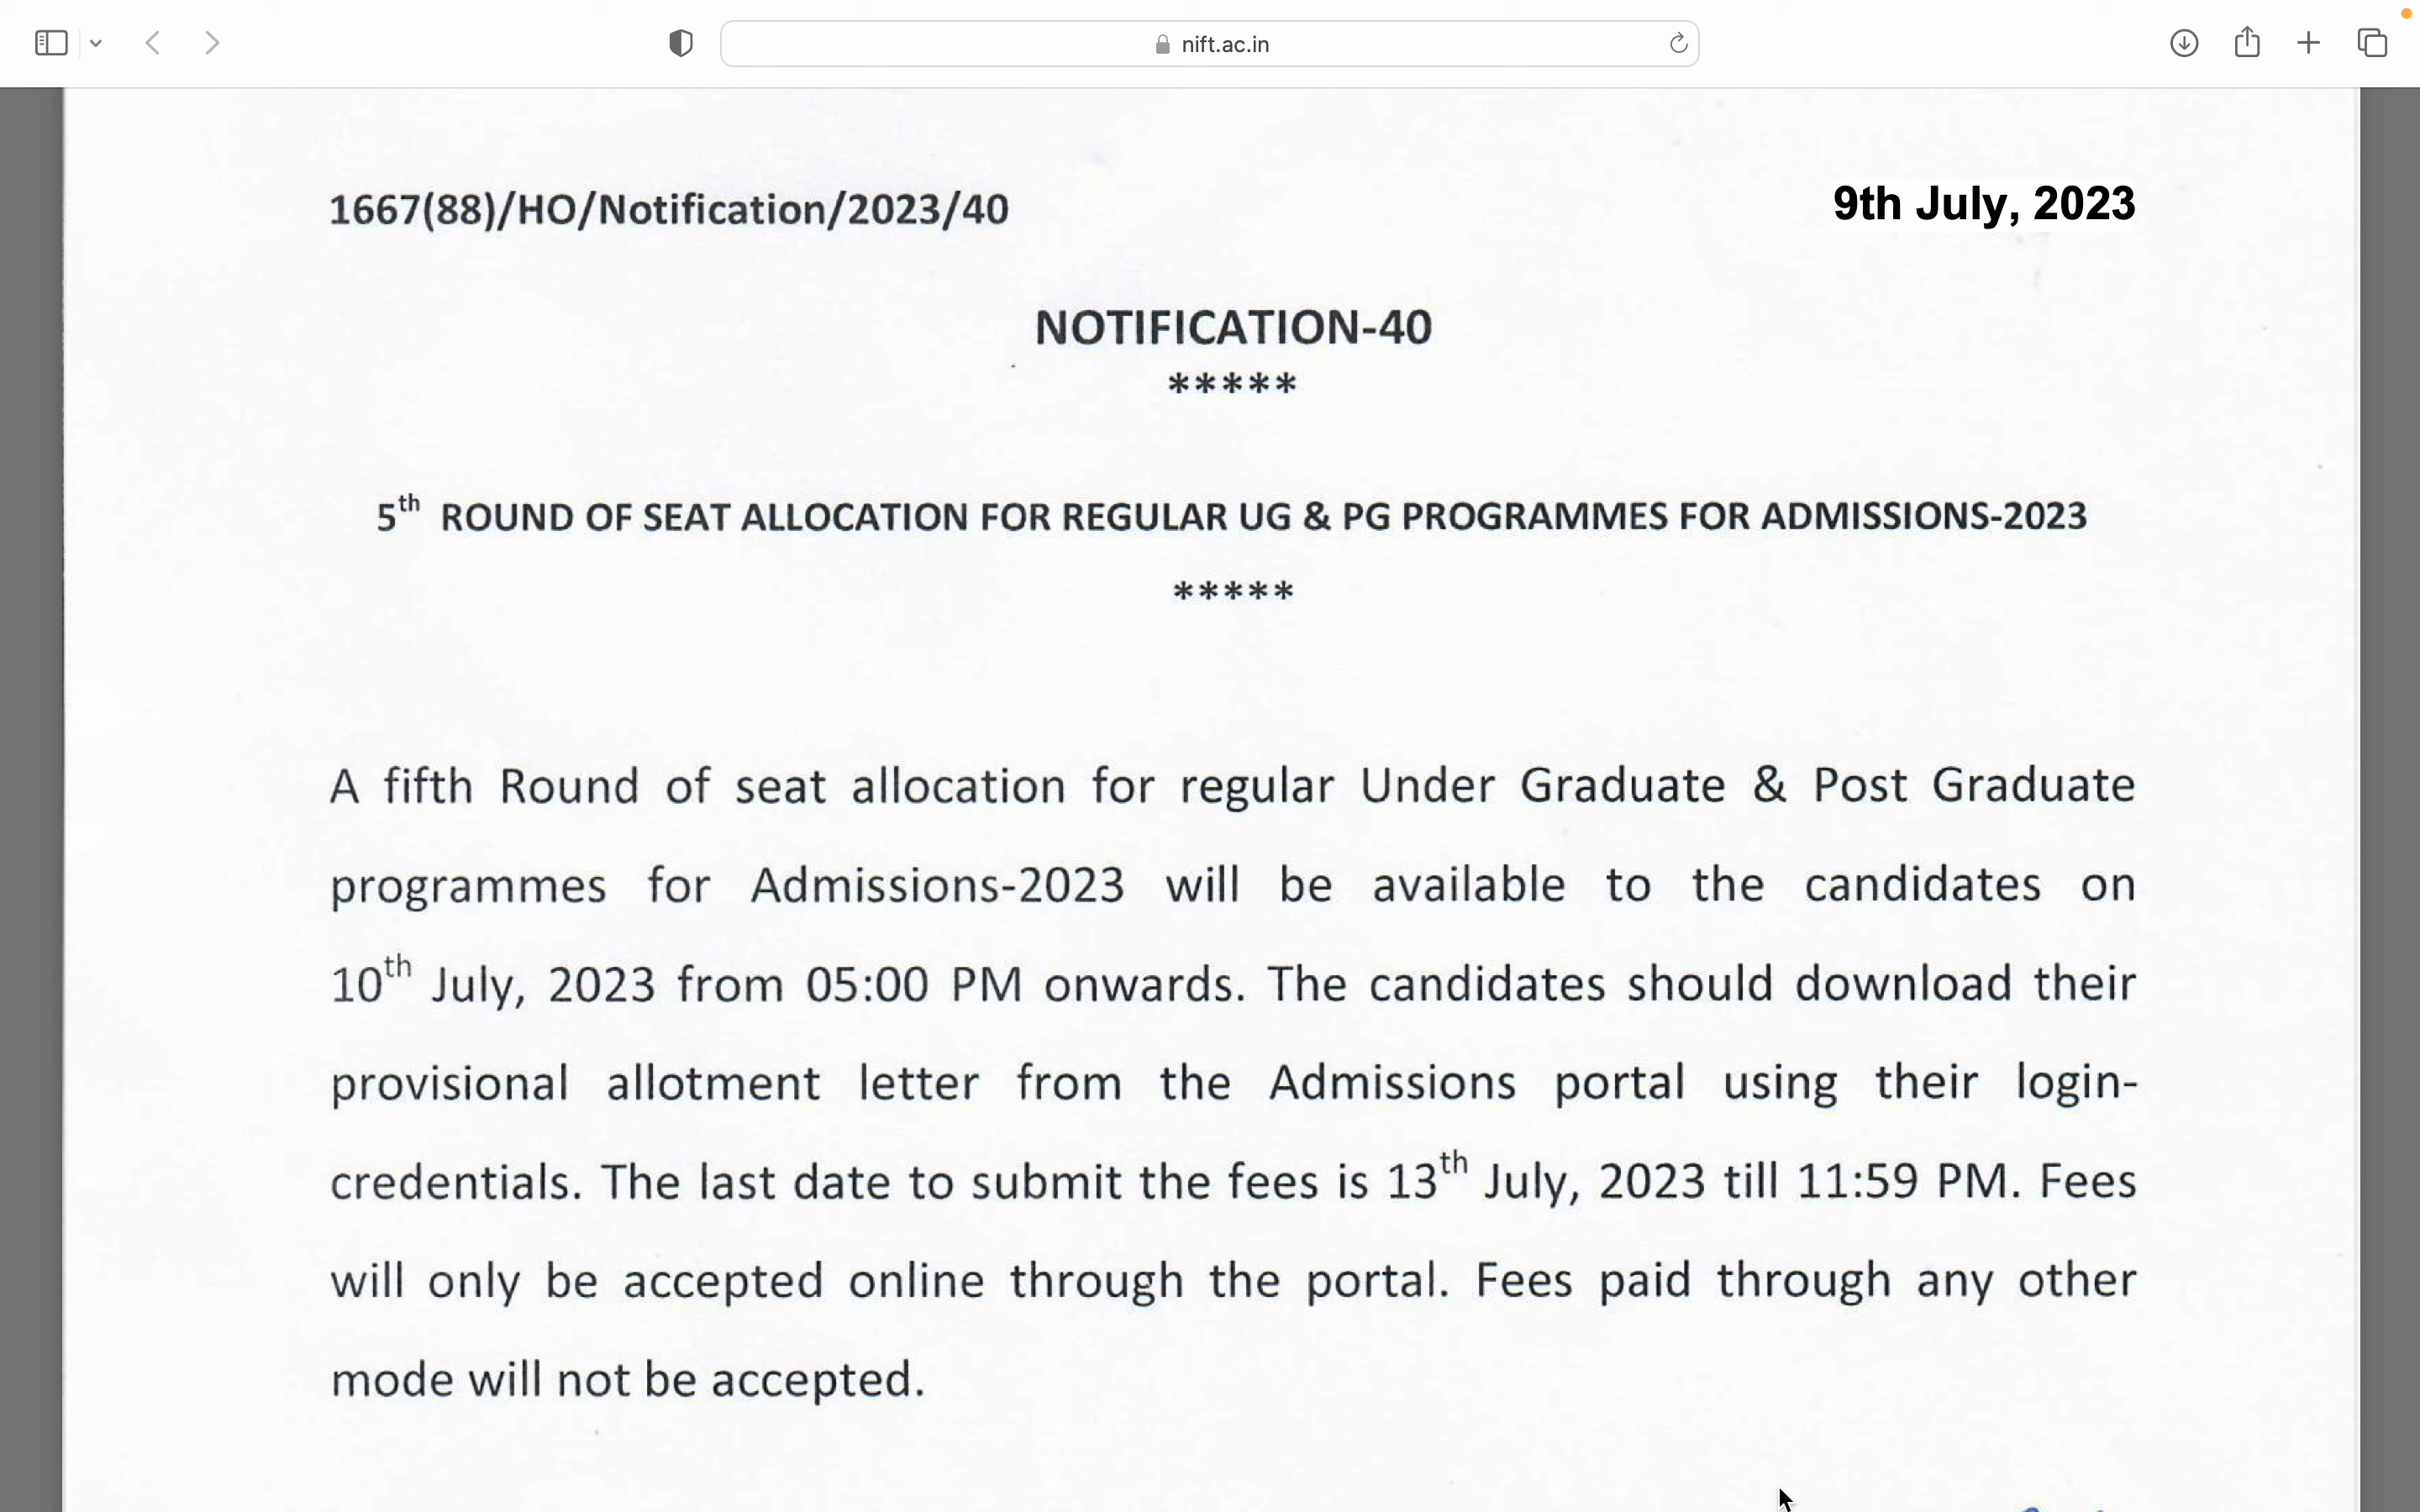 nift.ac.in
1667(88)/HO/Notification/2023/40
9th July, 2023
NOTIFICATION-40
*****
5th ROUND OF SEAT ALLOCATION FOR REGULAR UG & PG PROGRAMMES FOR ADMISSIONS-2023
*****
A fifth Round of seat allocation for regular Under Graduate & Post Graduate
programmes for Admissions-2023 will be available to the candidates on
10th July, 2023 from 05:00 PM onwards. The candidates should download their
provisional allotment letter from the Admissions portal using their login-
credentials. The last date to submit the fees is 13th July, 2023 till 11:59 PM. Fees
will only be accepted online through the portal. Fees paid through any other
mode will not be accepted.